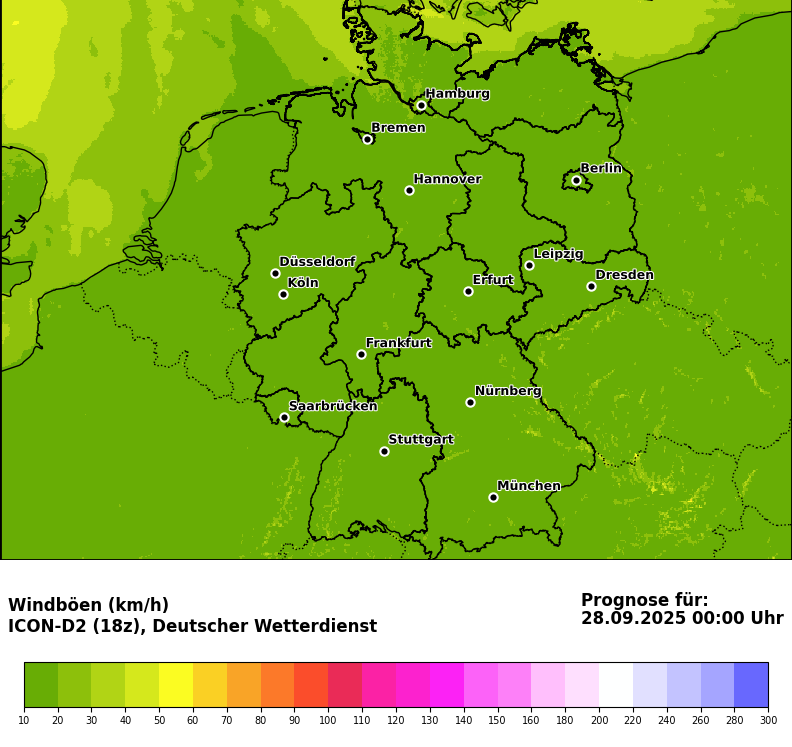 Hamburg
Bremen
Berlin
Hannover
Leipzig
Düsseldorf
Dresden
Köln
Erfurt
Frankfurt
Nürnberg
Saarbrücken
Stuttgart
München
Windböen (km/h)
ICON-D2 (18z), Deutscher Wetterdienst
Prognose für:
28.09.2025 00:00 Uhr
10 20 30 40 50 60 70 80 90 100 110 120 130 140 150 160 180 200 220 240 260 280 300